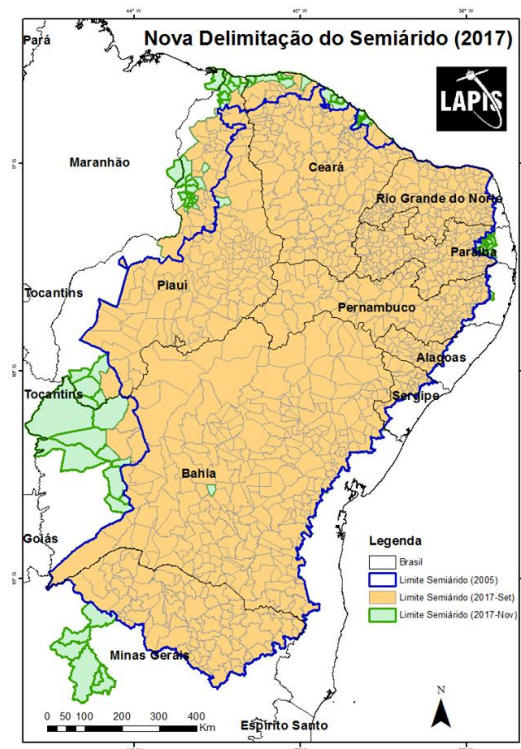 Nova Delimitação do Semiárido (2017)
LAPIS
Pará
Maranhão
Ceará
Rio Grande do Norte
Paraíba
Piauí
Tocantins
Pernambuco
Alagoas
Tocantins
Sergipe
Bahia
Goiás
Minas Gerais
Espírito Santo
Legenda
Brasil
Limite Semiárido (2005)
Limite Semiárido (2017-Set)
Limite Semiárido (2017-Nov)
N
0 50 100 200 300 400
Km